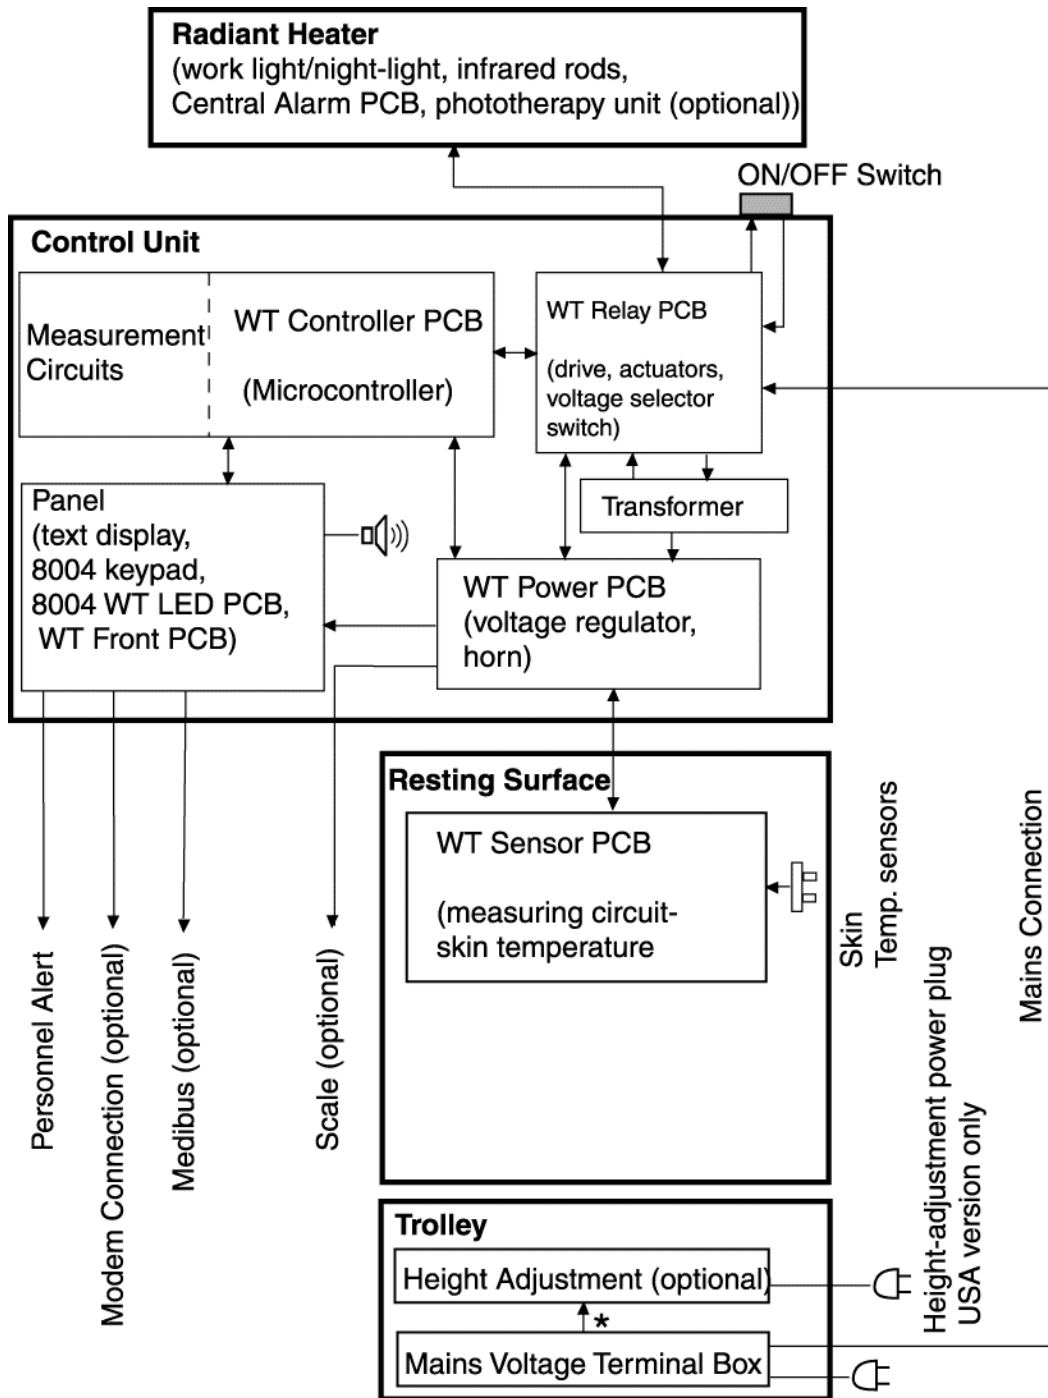 Radiant Heater
(work light/night-light, infrared rods,
Central Alarm PCB, phototherapy unit (optional))
ON/OFF Switch
Control Unit
Measurement
Circuits
WT Controller PCB
(Microcontroller)
WT Relay PCB
(drive, actuators,
voltage selector
switch)
Transformer
Panel
(text display,
8004 keypad,
8004 WT LED PCB,
WT Front PCB)
WT Power PCB
(voltage regulator,
horn)
Resting Surface
WT Sensor PCB
(measuring circuit-
skin temperature
Skin
Temp. sensors
Mains Connection
Personnel Alert
Modem Connection (optional)
Medibus (optional)
Scale (optional)
Height-adjustment power plug
USA version only
Trolley
Height Adjustment (optional)
*
Mains Voltage Terminal Box